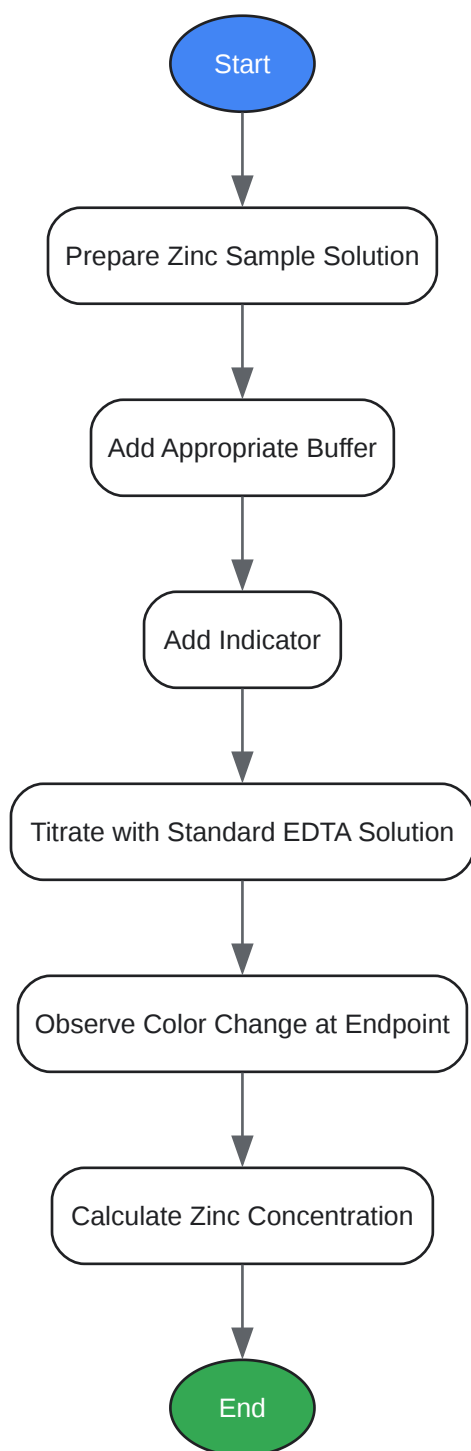 Start
Prepare Zinc Sample Solution
Add Appropriate Buffer
Add Indicator
Titrate with Standard EDTA Solution
Observe Color Change at Endpoint
Calculate Zinc Concentration
End